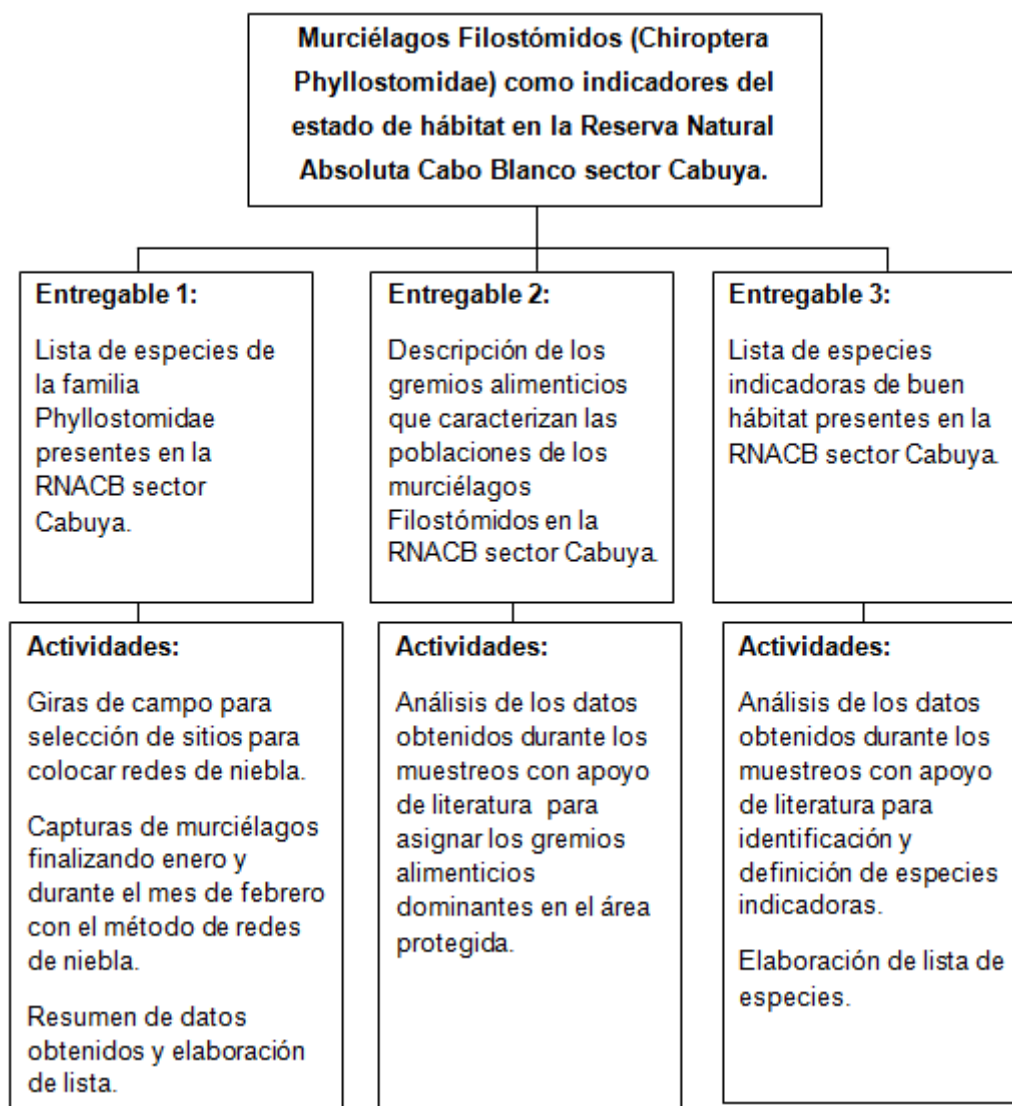 Murciélagos Filostómidos (Chiroptera
Phyllostomidae) como indicadores del
estado de hábitat en la Reserva Natural
Absoluta Cabo Blanco sector Cabuya.
Entregable 1:
Lista de especies de
la familia
Phyllostomidae
presentes en la
RNACB sector
Cabuya.
Entregable 2:
Descripción de los
gremios alimenticios
que caracterizan las
poblaciones de los
murciélagos
Filostómidos en la
RNACB sector Cabuya.
Entregable 3:
Lista de especies
indicadoras de buen
hábitat presentes en la
RNACB sector Cabuya.
Actividades:
Giras de campo para
selección de sitios para
colocar redes de niebla.
Capturas de murciélagos
finalizando enero y
durante el mes de febrero
con el método de redes
de niebla.
Resumen de datos
obtenidos y elaboración
de lista.
Actividades:
Análisis de los datos
obtenidos durante los
muestreos con apoyo
de literatura para
asignar los gremios
alimenticios
dominantes en el área
protegida.
Actividades:
Análisis de los datos
obtenidos durante los
muestreos con apoyo
de literatura para
identificación y
definición de especies
indicadoras.
Elaboración de lista de
especies.